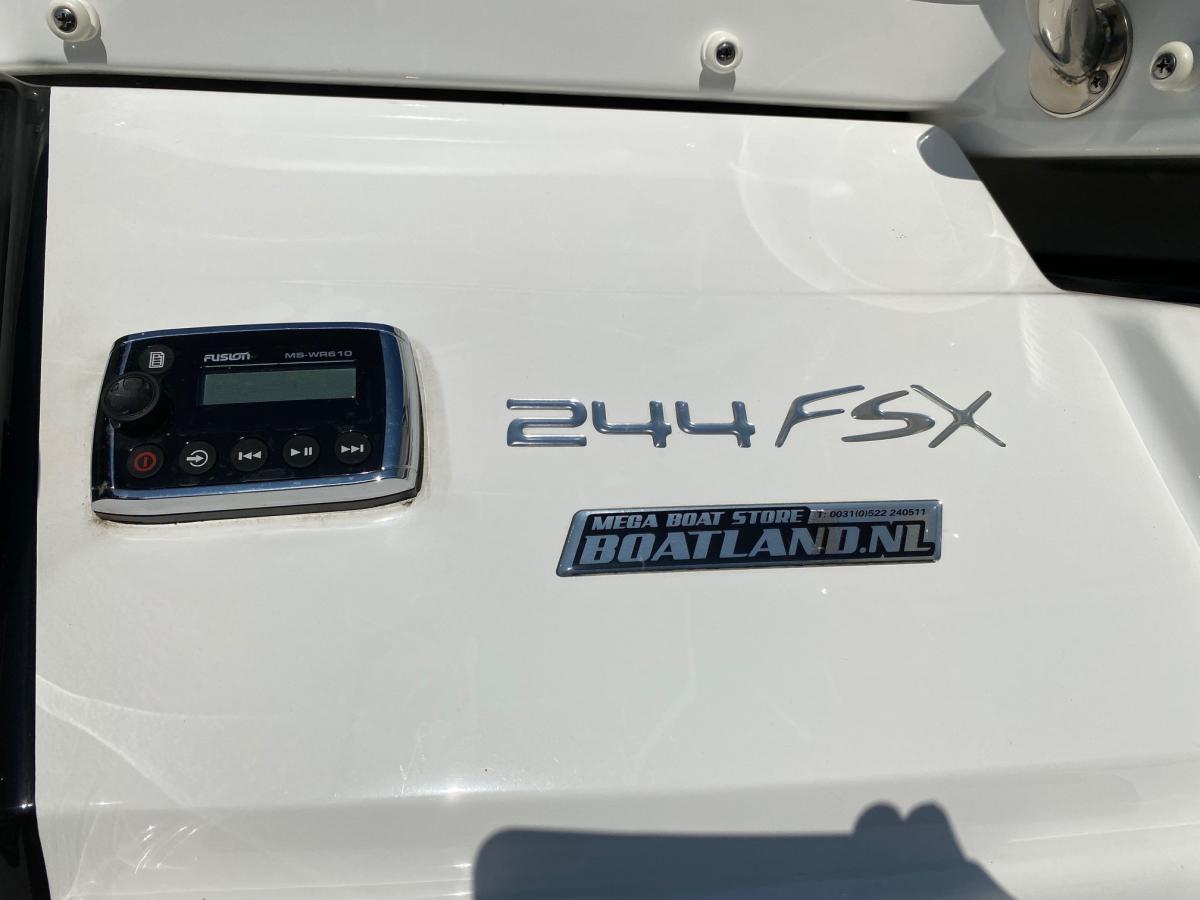 FUSION MS-WR610
244 FSX
MEGA BOAT STORE T: 0031(0)522 240511
BOATLAND.NL